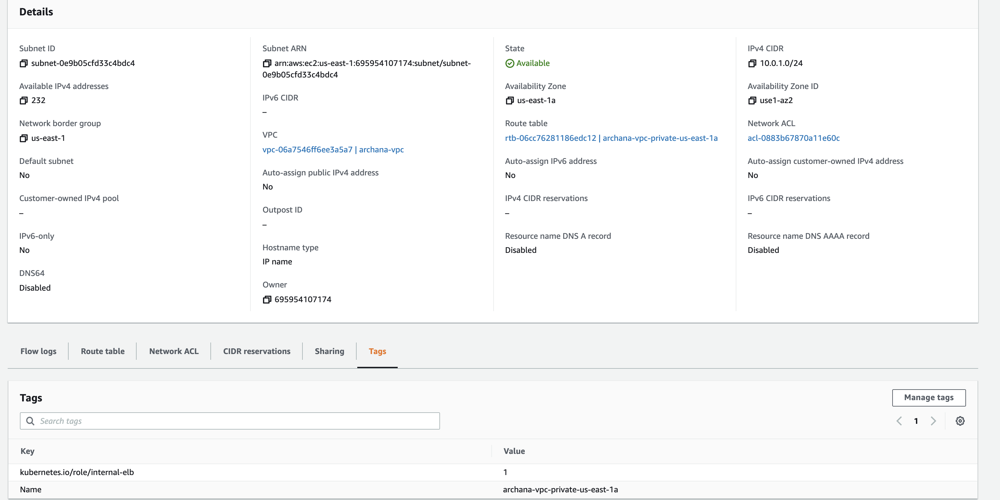 Details
Subnet ID
subnet-0e9b05cfd33c4bdc4
Available IPv4 addresses
232
Network border group
us-east-1
Default subnet
No
Customer-owned IPv4 pool
–
IPv6-only
No
DNS64
Disabled
Subnet ARN
arn:aws:ec2:us-east-1:695954107174:subnet/subnet-
0e9b05cfd33c4bdc4
IPv6 CIDR
–
VPC
vpc-06a7546ff6ee3a5a7 | archana-vpc
Auto-assign public IPv4 address
No
Outpost ID
–
Hostname type
IP name
Owner
695954107174
State
Available
Availability Zone
us-east-1a
Route table
rtb-06cc76281186edc12 | archana-vpc-private-us-east-1a
Auto-assign IPv6 address
No
IPv4 CIDR reservations
–
Resource name DNS A record
Disabled
IPv4 CIDR
10.0.1.0/24
Availability Zone ID
use1-az2
Network ACL
acl-0883b67870a11e60c
Auto-assign customer-owned IPv4 address
No
IPv6 CIDR reservations
–
Resource name DNS AAAA record
Disabled
Flow logs
Route table
Network ACL
CIDR reservations
Sharing
Tags
Tags
Manage tags
Search tags
1
Key Value
kubernetes.io/role/internal-elb 1
Name archana-vpc-private-us-east-1a